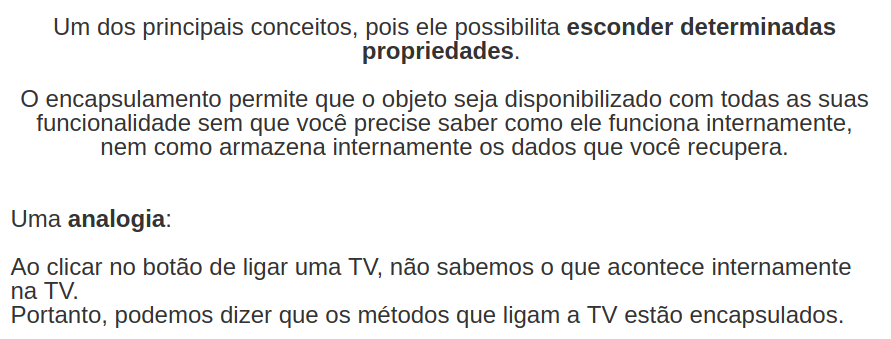 Um dos principais conceitos, pois ele possibilita esconder determinadas
propriedades.
O encapsulamento permite que o objeto seja disponibilizado com todas as suas
funcionalidade sem que você precise saber como ele funciona internamente,
nem como armazena internamente os dados que você recupera.
Uma analogia:
Ao clicar no botão de ligar uma TV, não sabemos o que acontece internamente
na TV.
Portanto, podemos dizer que os métodos que ligam a TV estão encapsulados.